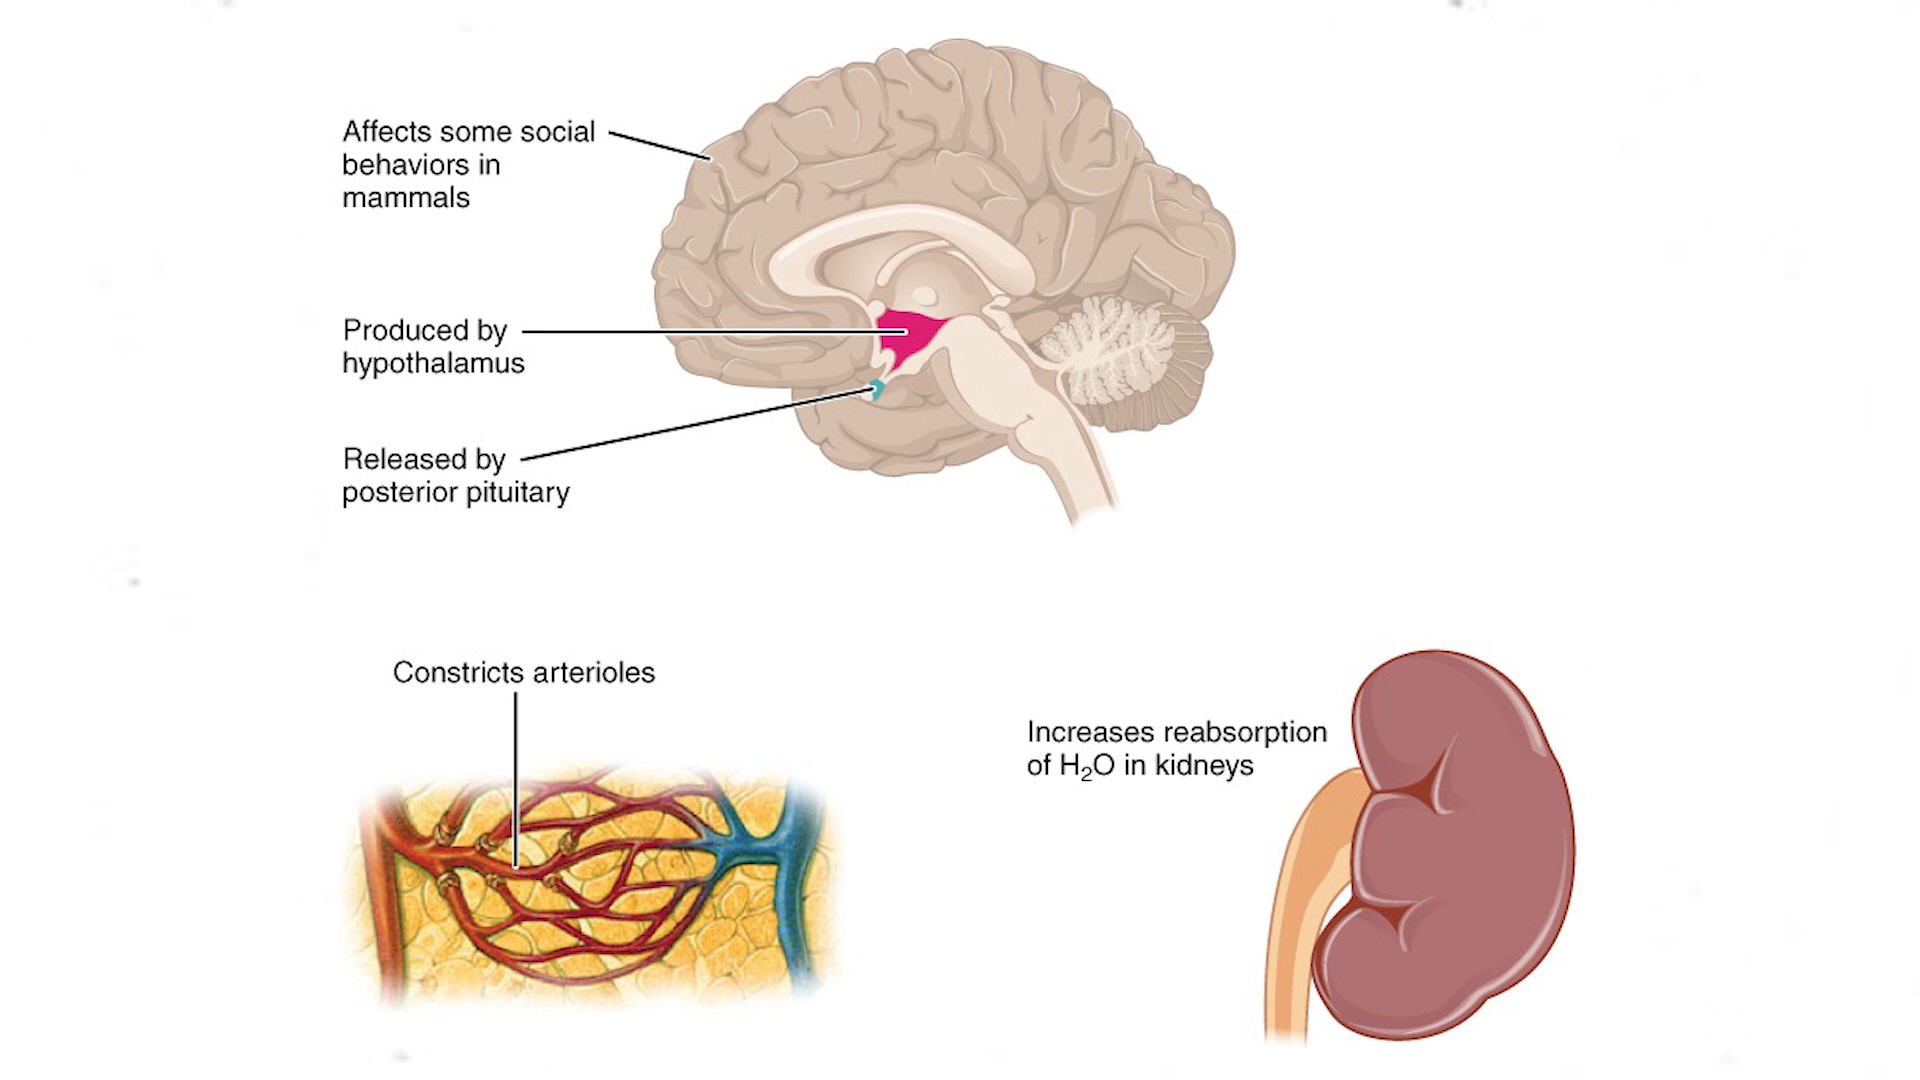 Affects some social
behaviors in
mammals
Produced by
hypothalamus
Released by
posterior pituitary
Constricts arterioles
Increases reabsorption
of H₂O in kidneys